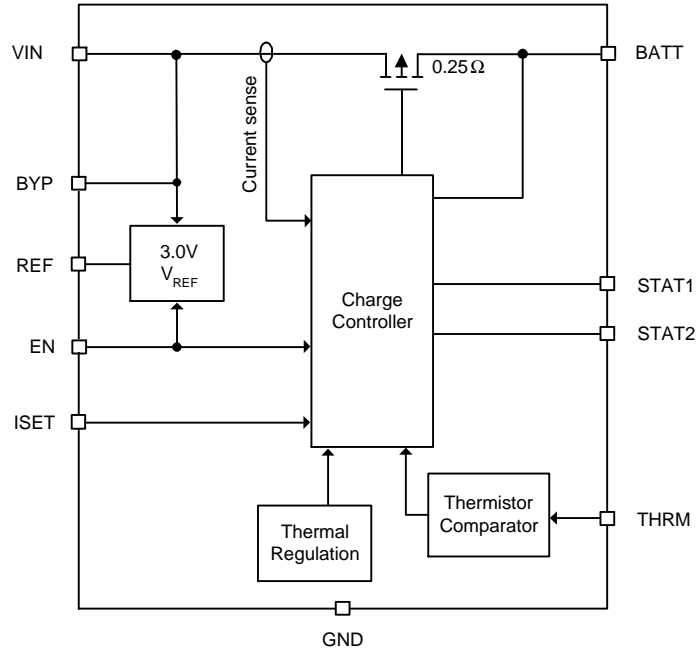 VIN
BATT
0.25Ω
Current sense
BYP
3.0V
VREF
REF
Charge
Controller
STAT1
STAT2
EN
ISET
Thermal
Regulation
Thermistor
Comparator
THRM
GND